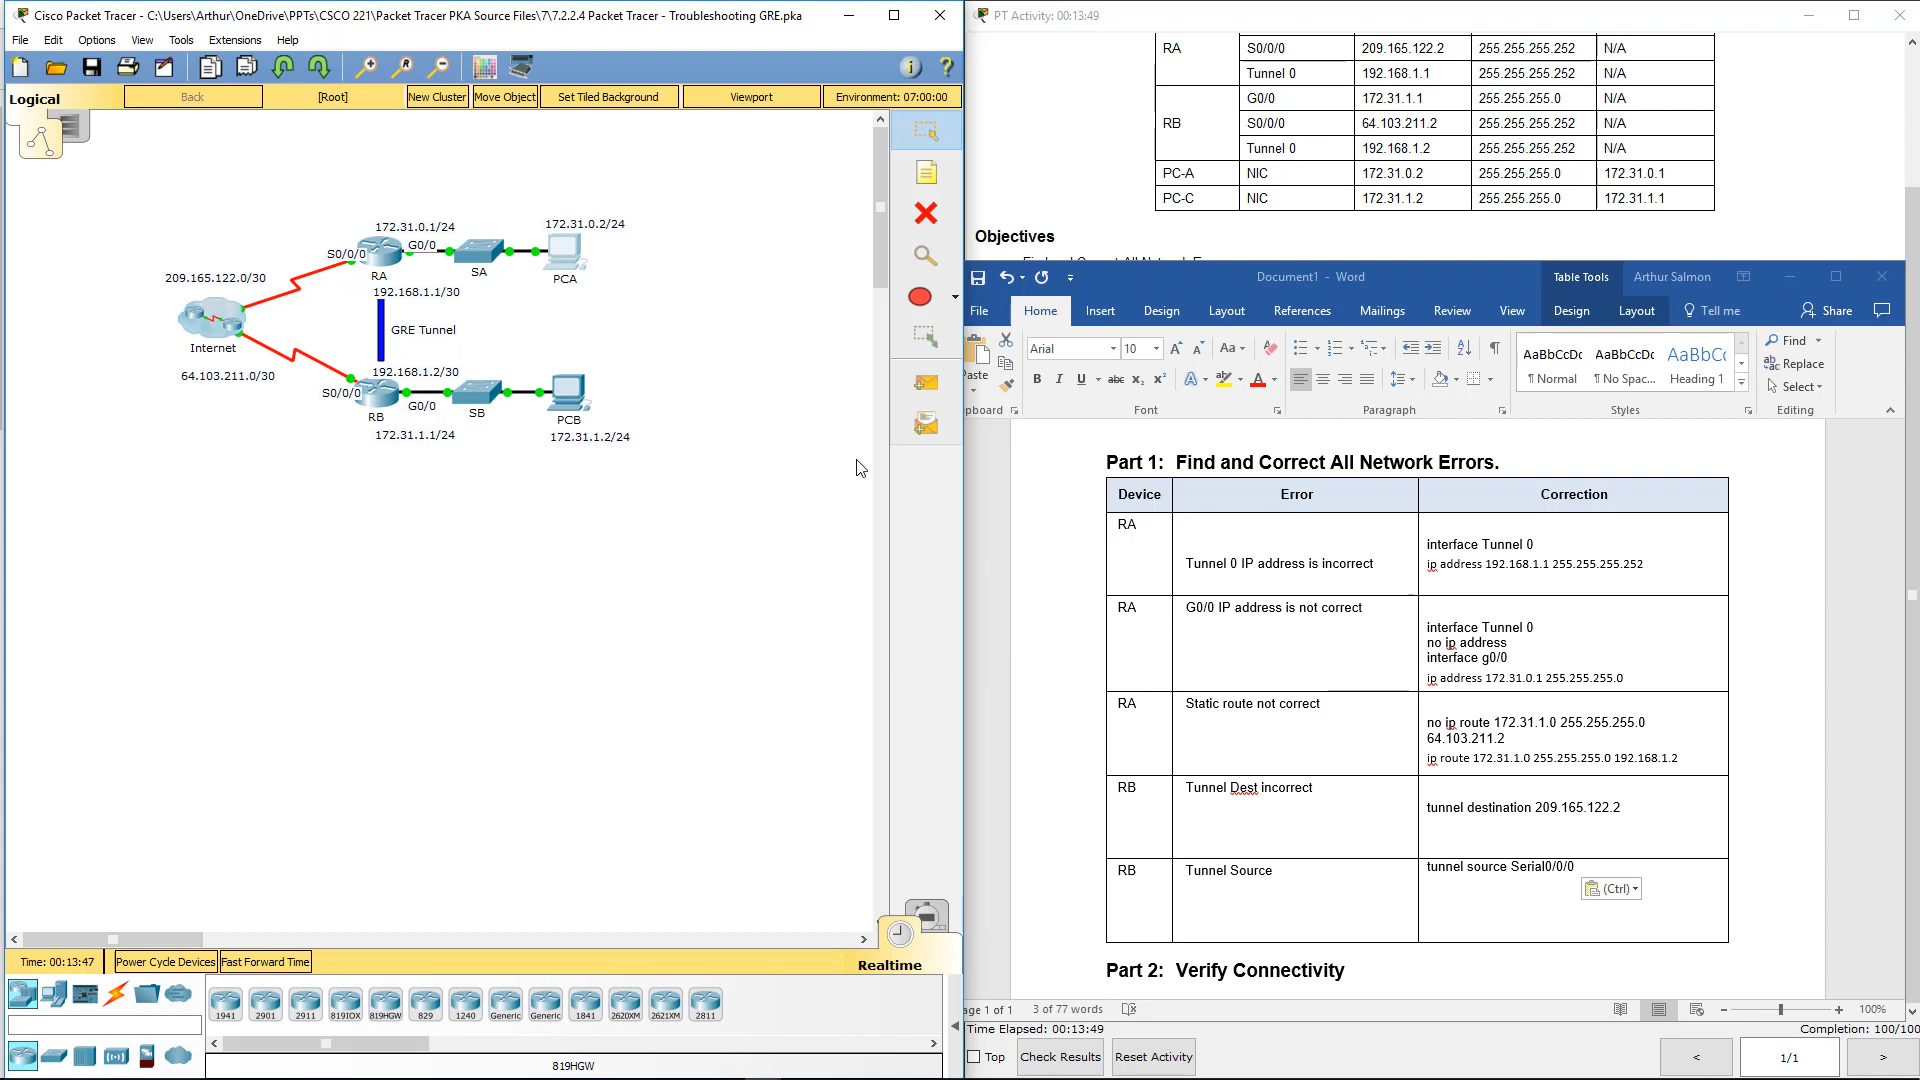 Cisco Packet Tracer - C:\Users\Arthur\OneDrive\PPTs\CSCO 221\Packet Tracer PKA Source Files\7\7.2.2.4 Packet Tracer - Troubleshooting GRE.pka
File Edit Options View Tools Extensions Help
Logical Back [Root] New Cluster Move Object Set Tiled Background Viewport Environment: 07:00:00
172.31.0.1/24
172.31.0.2/24
S0/0/0 G0/0
RA SA PCA
209.165.122.0/30
192.168.1.1/30
GRE Tunnel
Internet
64.103.211.0/30
192.168.1.2/30
S0/0/0 G0/0
RB SB PCB
172.31.1.1/24
172.31.1.2/24
Realtime
Time: 00:13:47 Power Cycle Devices Fast Forward Time
1941 2901 2911 819IOX 819HGW 829 1240 Generic Generic 1841 2620XM 2621XM 2811
819HGW
PT Activity: 00:13:49
RA S0/0/0 209.165.122.2 255.255.255.252 N/A
Tunnel 0 192.168.1.1 255.255.255.252 N/A
RB G0/0 172.31.1.1 255.255.255.0 N/A
S0/0/0 64.103.211.2 255.255.255.252 N/A
Tunnel 0 192.168.1.2 255.255.255.252 N/A
PC-A NIC 172.31.0.2 255.255.255.0 172.31.0.1
PC-C NIC 172.31.1.2 255.255.255.0 172.31.1.1
Objectives
Document1 - Word Table Tools Arthur Salmon
File Home Insert Design Layout References Mailings Review View Design Layout Tell me Share
Arial 10 Aa
Paste
B I U abc x₂ x² A A
AaBbCcDc AaBbCcDc AaBbCc
¶ Normal ¶ No Spac... Heading 1
Find
Replace
Select
Font Paragraph Styles Editing
Part 1: Find and Correct All Network Errors.
Device Error Correction
RA
Tunnel 0 IP address is incorrect
interface Tunnel 0
ip address 192.168.1.1 255.255.255.252
RA G0/0 IP address is not correct
interface Tunnel 0
no ip address
interface g0/0
ip address 172.31.0.1 255.255.255.0
RA Static route not correct
no ip route 172.31.1.0 255.255.255.0
64.103.211.2
ip route 172.31.1.0 255.255.255.0 192.168.1.2
RB Tunnel Dest incorrect
tunnel destination 209.165.122.2
RB Tunnel Source tunnel source Serial0/0/0
(Ctrl)
Part 2: Verify Connectivity
1 of 1 3 of 77 words 100%
Time Elapsed: 00:13:49 Completion: 100/100
Top Check Results Reset Activity < 1/1 >